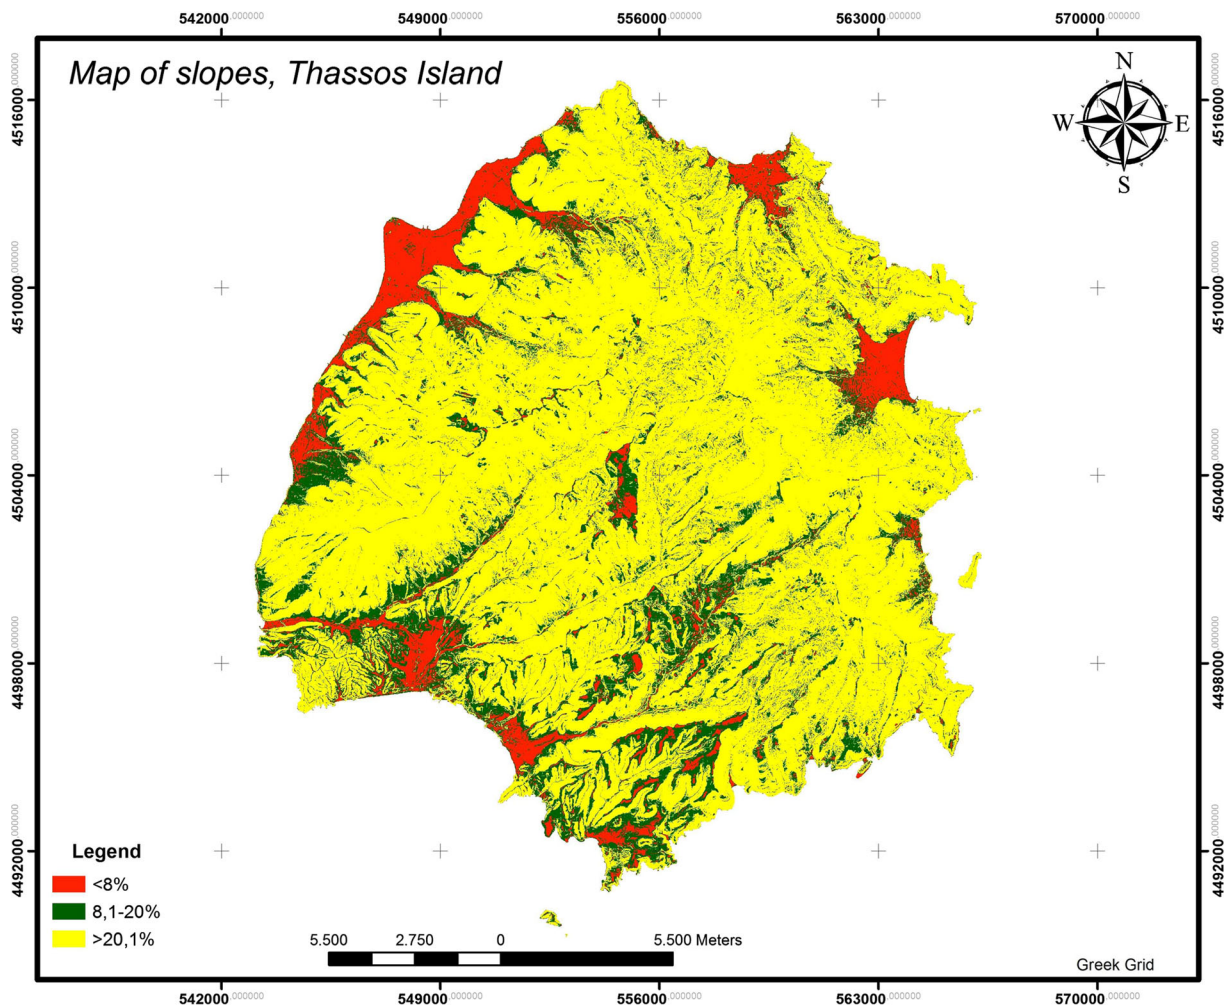 542000,000000 549000,000000 556000,000000 563000,000000 570000,000000
Map of slopes, Thassos Island
N
W E
S
4516000,000000 4516000,000000
4510000,000000 4510000,000000
4504000,000000 4504000,000000
4498000,000000 4498000,000000
4492000,000000 4492000,000000
Legend
<8%
8,1-20%
>20,1%
5.500 2.750 0 5.500 Meters
Greek Grid
542000,000000 549000,000000 556000,000000 563000,000000 570000,000000